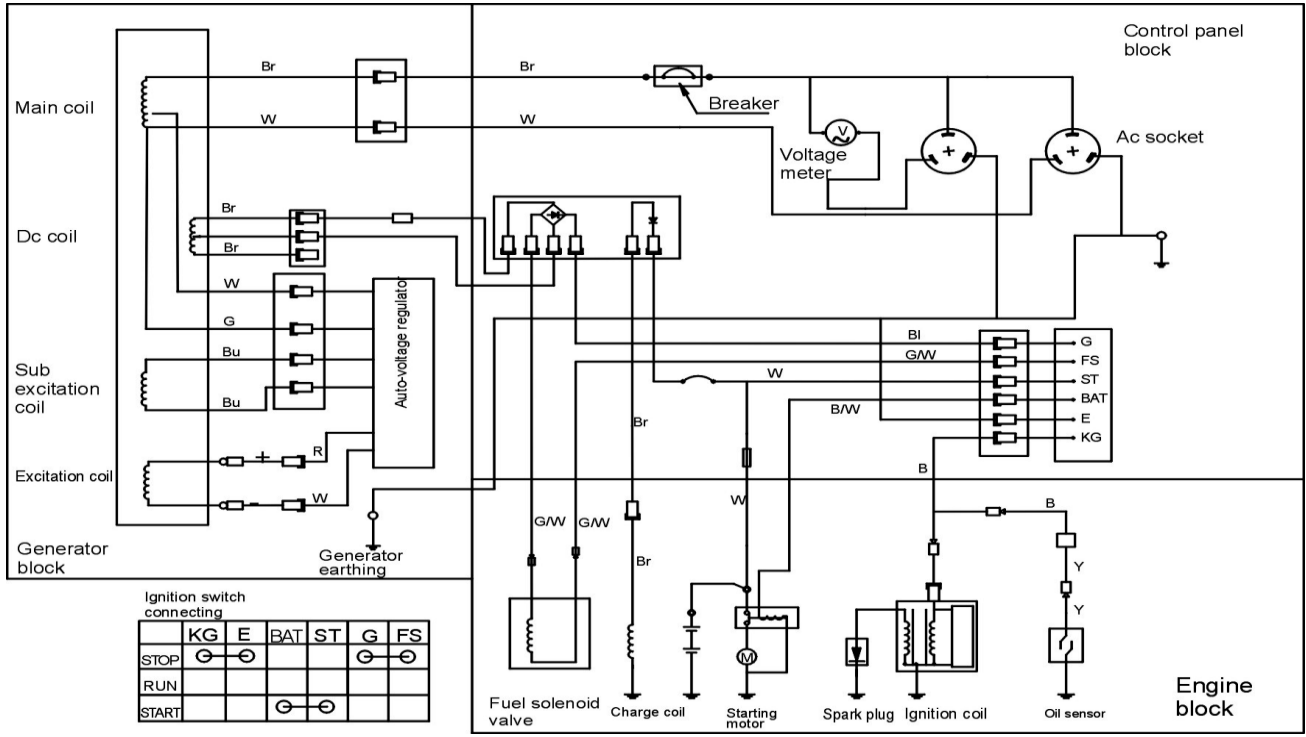 Control panel
block
Br
Br
Main coil
Breaker
W
W
V
Voltage
meter
Ac socket
Br
Dc coil
Br
W
Auto-voltage regulator
G
Bu
Sub
excitation
coil
Bu
Bl
G
G/W
FS
W
ST
B/W
BAT
E
KG
Br
R
+
Excitation coil
-
W
B
W
B
G/W
G/W
Generator
block
Generator
earthing
Br
Y
Y
M
Ignition switch
connecting
KG E BAT ST G FS
STOP
RUN
START
Fuel solenoid
valve
Charge coil
Starting
motor
Spark plug
Ignition coil
Oil sensor
Engine
block